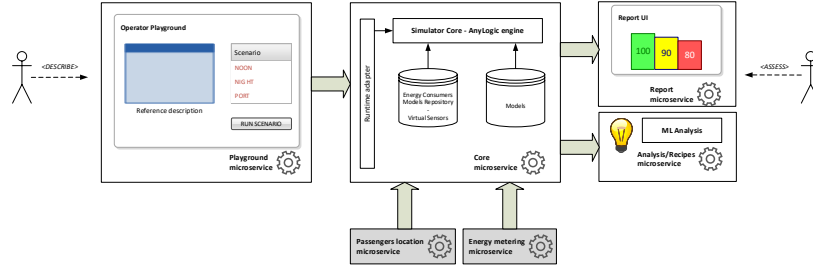 <DESCRIBE>
Operator Playground
Reference description
Scenario
NOON
NIGHT
PORT
RUN SCENARIO
Playground
microservice
Runtime adapter
Simulator Core - AnyLogic engine
Energy Consumers
Models Repository
-
Virtual Sensors
Models
Core
microservice
Passengers location
microservice
Energy metering
microservice
Report UI
100
90
80
Report
microservice
ML Analysis
Analysis/Recipes
microservice
<ASSESS>